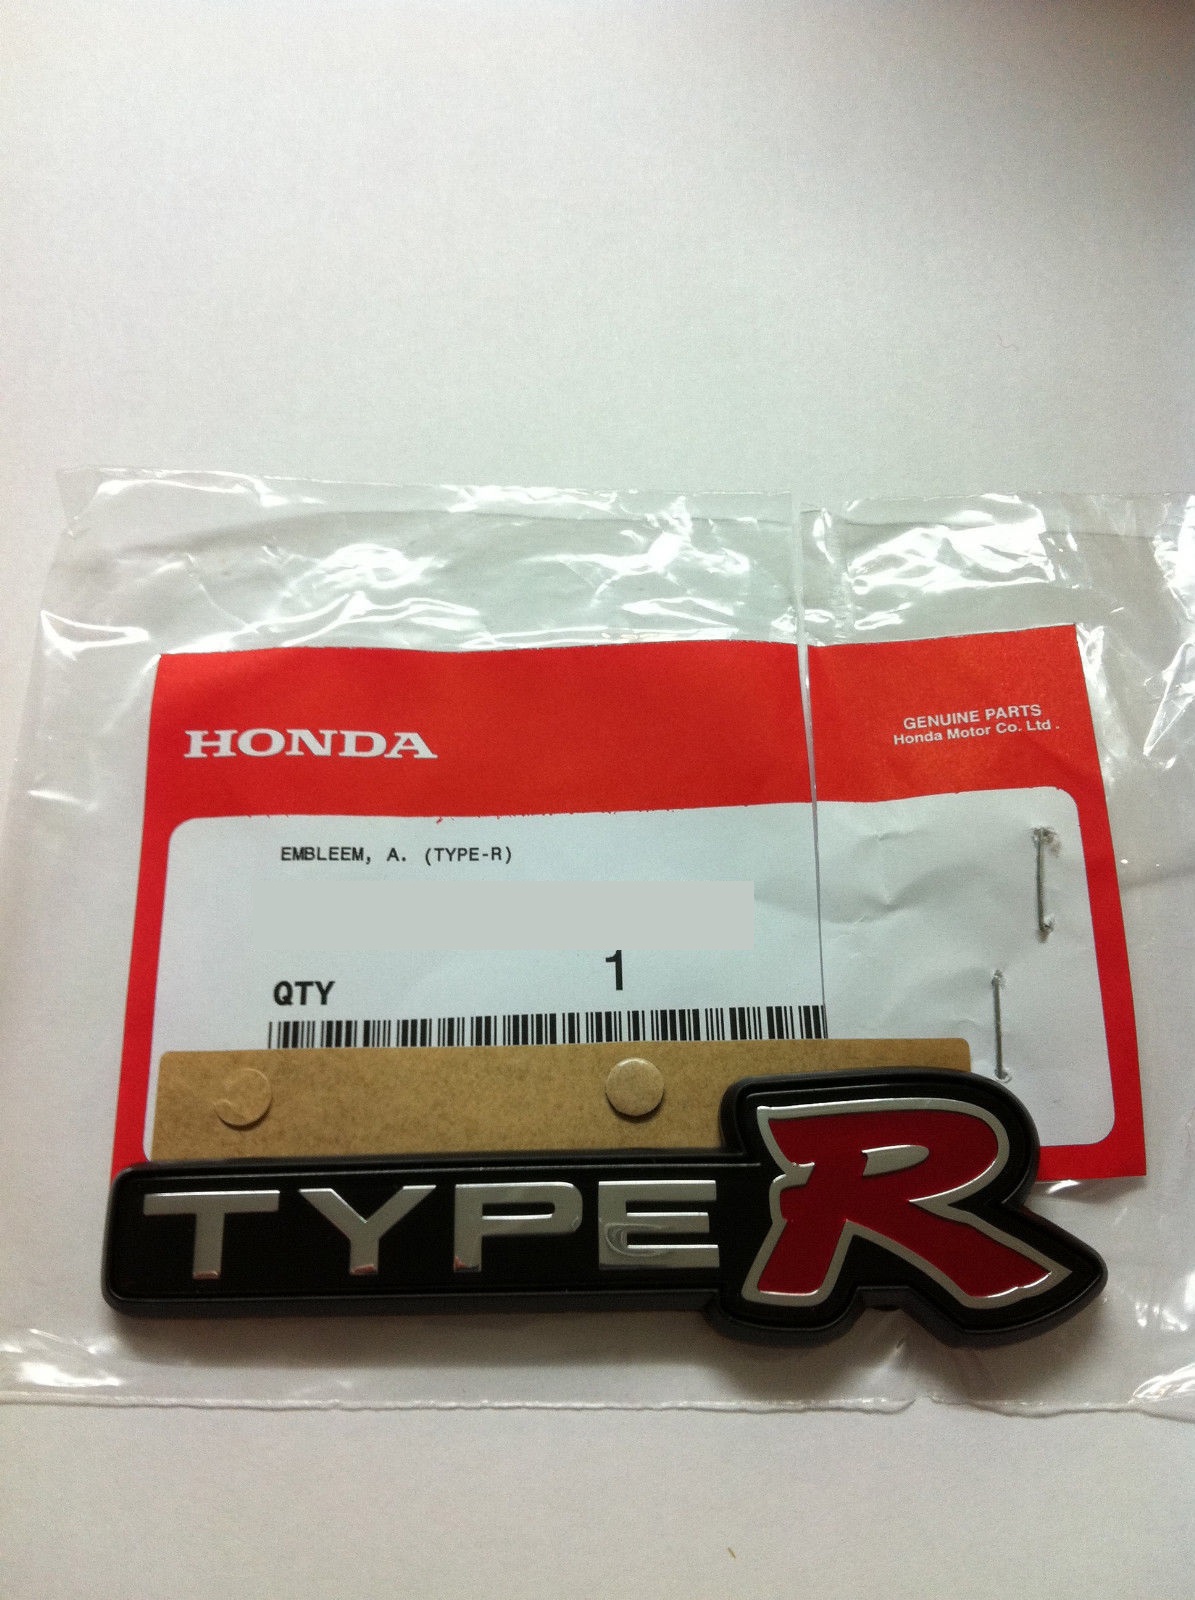 HONDA
GENUINE PARTS
Honda Motor Co. Ltd .
EMBLEEM, A. (TYPE-R)
1
QTY
TYPE R